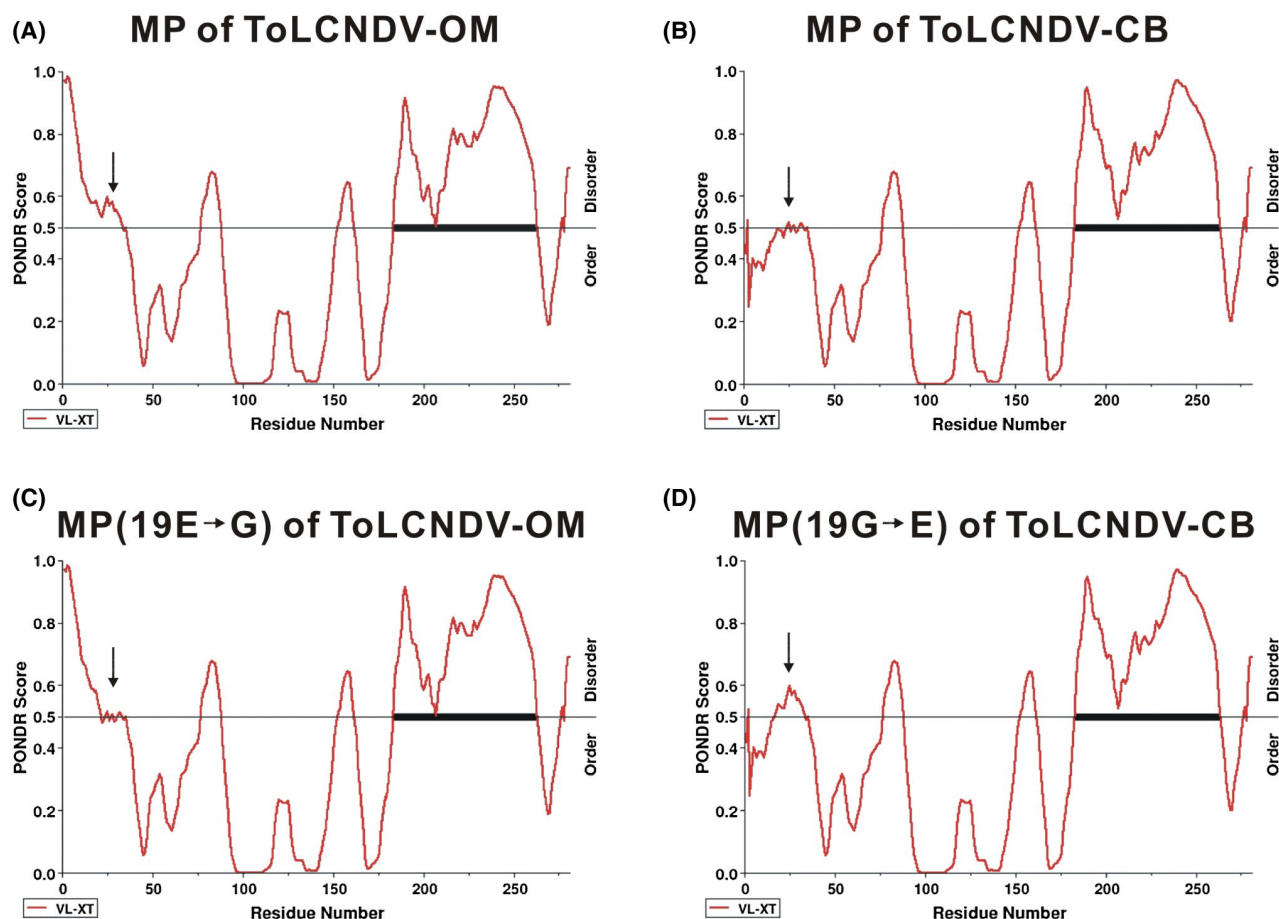 (A) MP of ToLCNDV-OM
PONDR Score
1.0
0.8
0.6
0.5
0.4
0.2
0.0
Disorder
Order
0 50 100 150 200 250
Residue Number
VL-XT
(B) MP of ToLCNDV-CB
PONDR Score
1.0
0.8
0.6
0.5
0.4
0.2
0.0
Disorder
Order
0 50 100 150 200 250
Residue Number
VL-XT
(C) MP(19E→G) of ToLCNDV-OM
PONDR Score
1.0
0.8
0.6
0.5
0.4
0.2
0.0
Disorder
Order
0 50 100 150 200 250
Residue Number
VL-XT
(D) MP(19G→E) of ToLCNDV-CB
PONDR Score
1.0
0.8
0.6
0.5
0.4
0.2
0.0
Disorder
Order
0 50 100 150 200 250
Residue Number
VL-XT